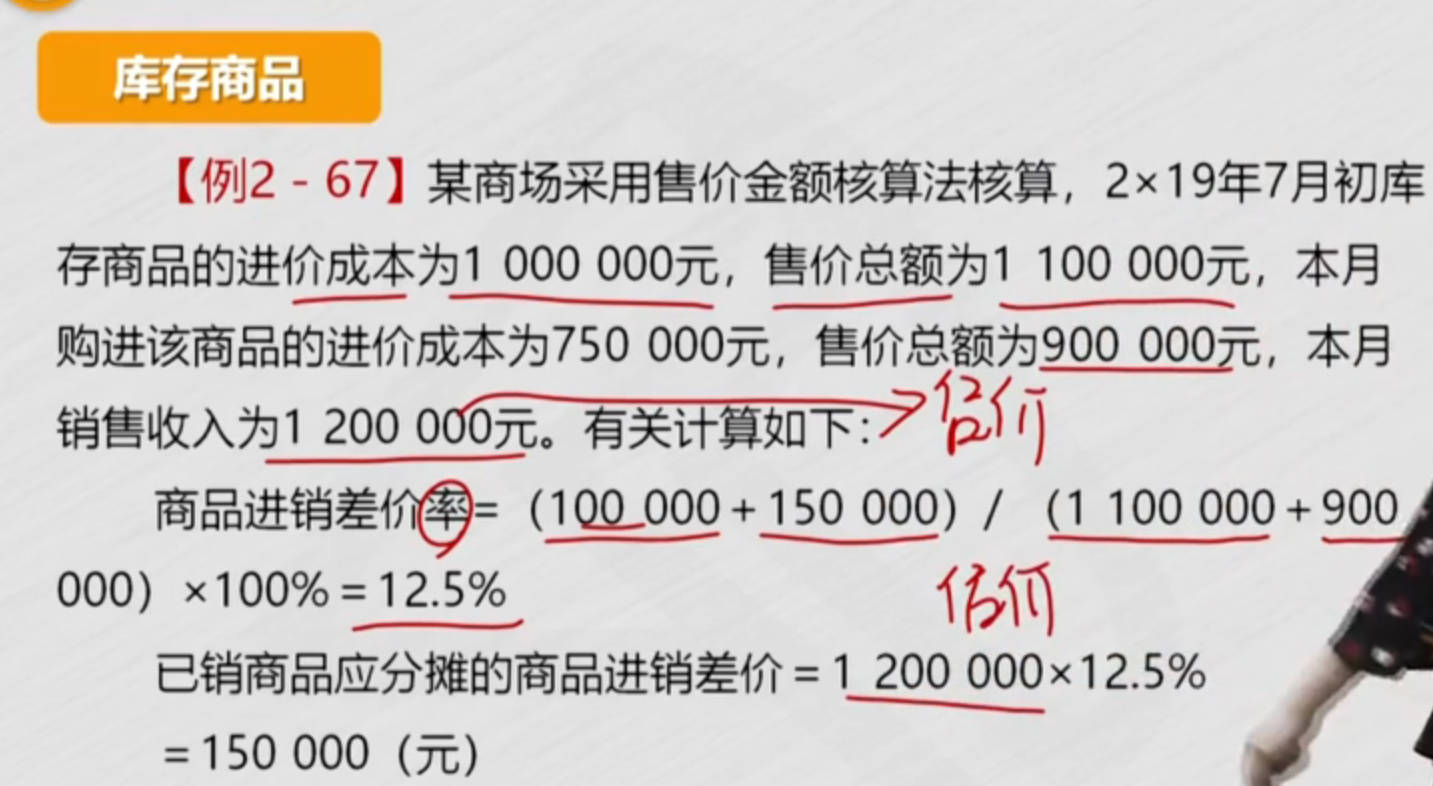 库存商品
【例2－67】某商场采用售价金额核算法核算，2×19年7月初库
存商品的进价成本为1 000 000元，售价总额为1 100 000元，本月
购进该商品的进价成本为750 000元，售价总额为900 000元，本月
销售收入为1 200 000元。有关计算如下：
估价
商品进销差价率=（100 000＋150 000）/（1 100 000＋900
000）×100%＝12.5%
估价
已销商品应分摊的商品进销差价＝1 200 000×12.5%
＝150 000（元）